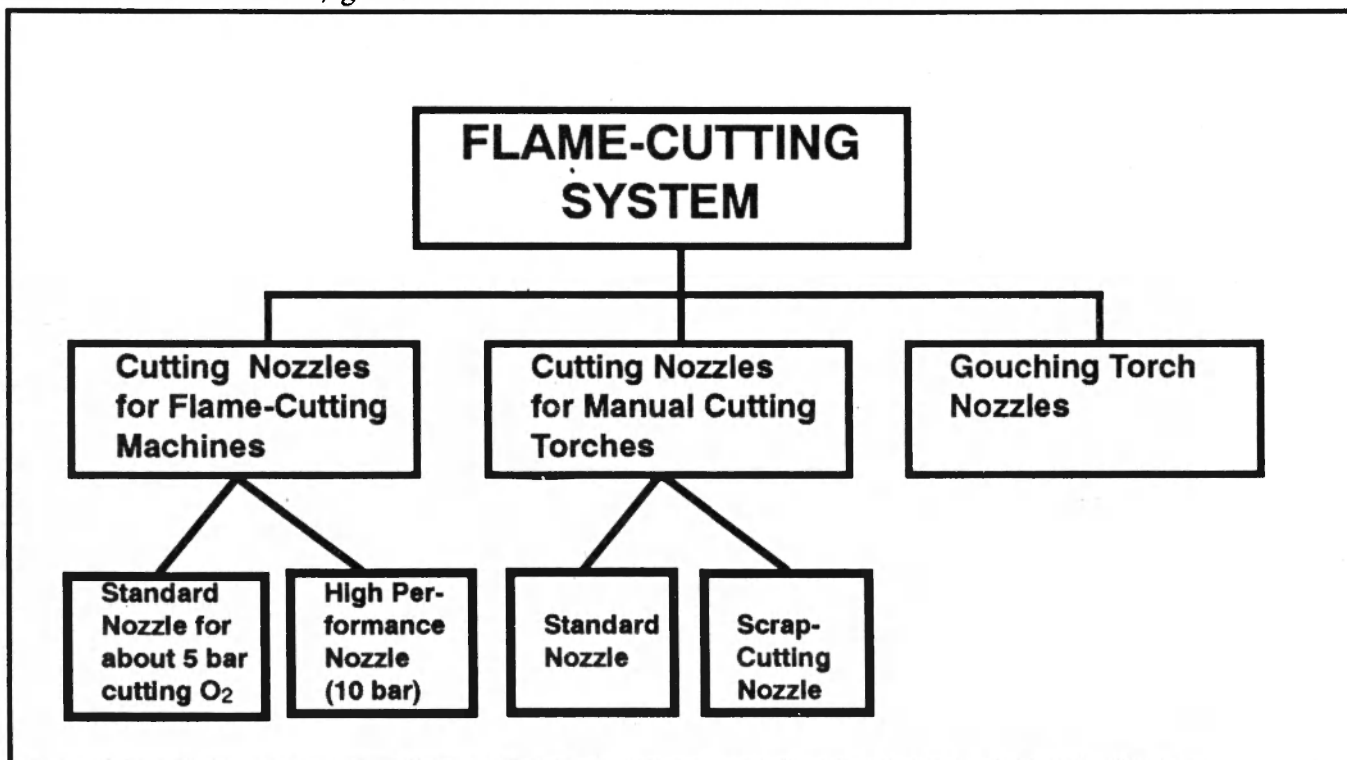 FLAME-CUTTING
SYSTEM
Cutting Nozzles
for Flame-Cutting
Machines
Cutting Nozzles
for Manual Cutting
Torches
Gouching Torch
Nozzles
Standard
Nozzle for
about 5 bar
cutting O₂
High Per-
formance
Nozzle
(10 bar)
Standard
Nozzle
Scrap-
Cutting
Nozzle